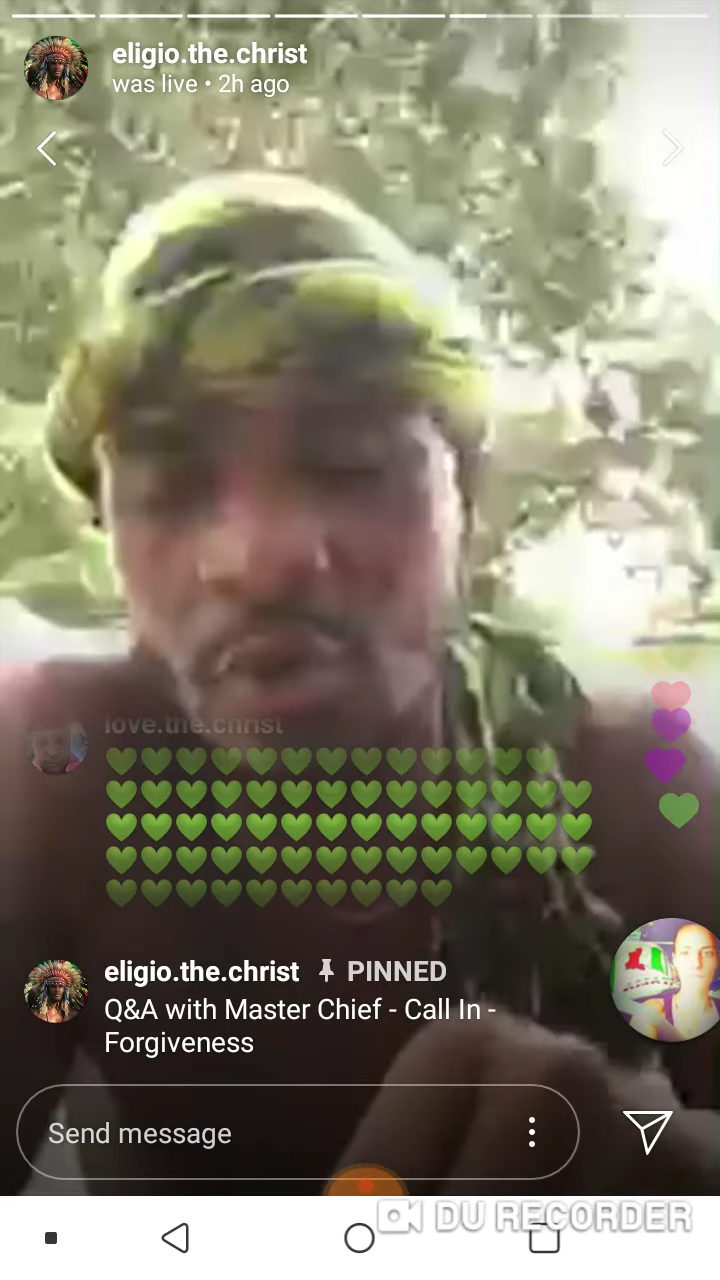 eligio.the.christ
was live • 2h ago
love.the.christ
eligio.the.christ PINNED
Q&A with Master Chief - Call In -
Forgiveness
Send message
DU RECORDER